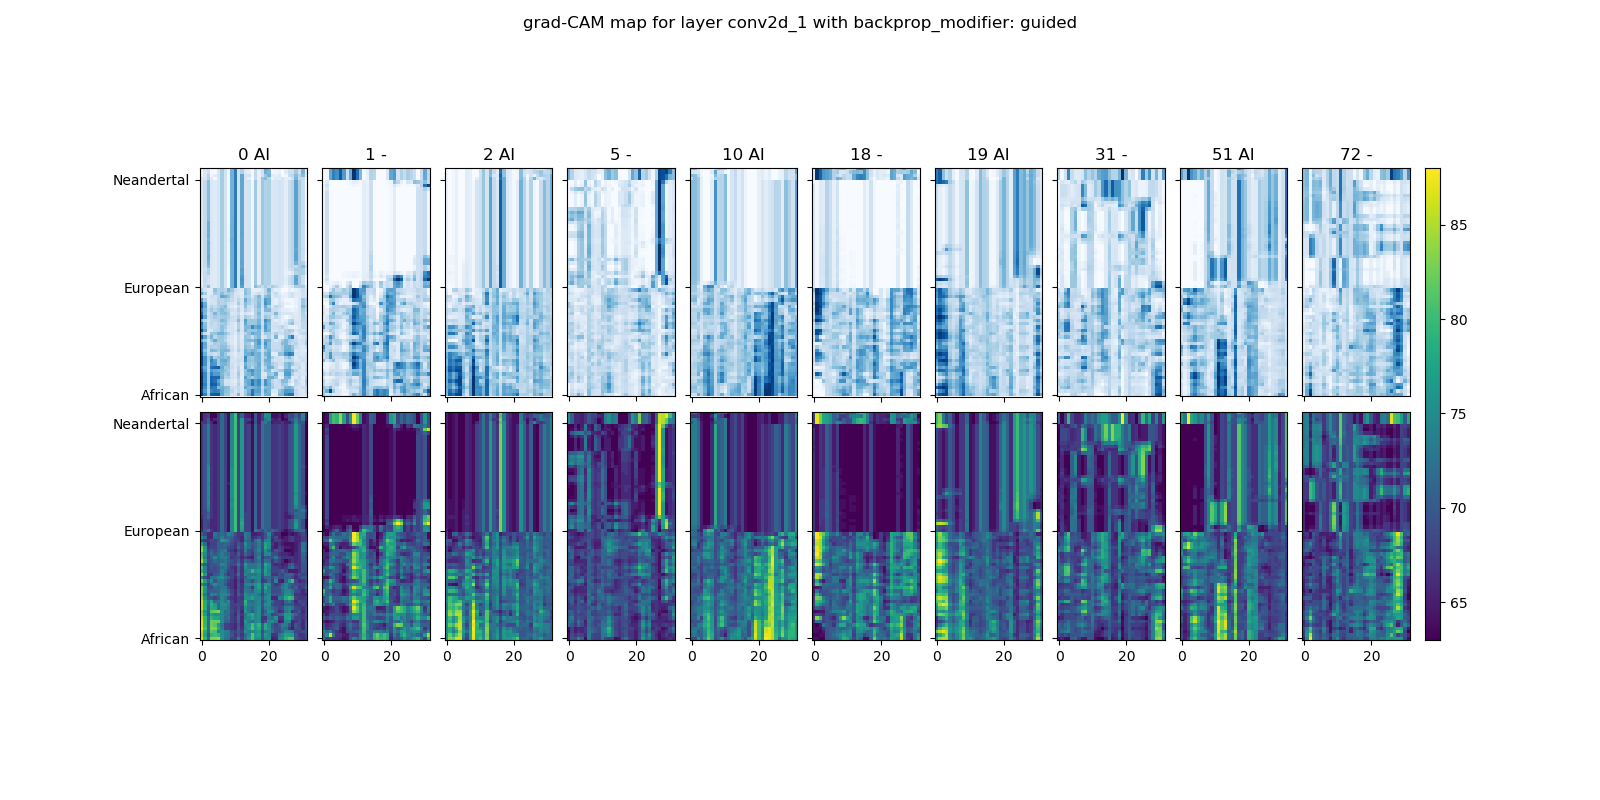 grad-CAM map for layer conv2d_1 with backprop_modifier: guided
0 AI 1 - 2 AI 5 - 10 AI 18 - 19 AI 31 - 51 AI 72 -
Neandertal
European
African
Neandertal
European
African
0 20 0 20 0 20 0 20 0 20 0 20 0 20 0 20 0 20 0 20
85
80
75
70
65